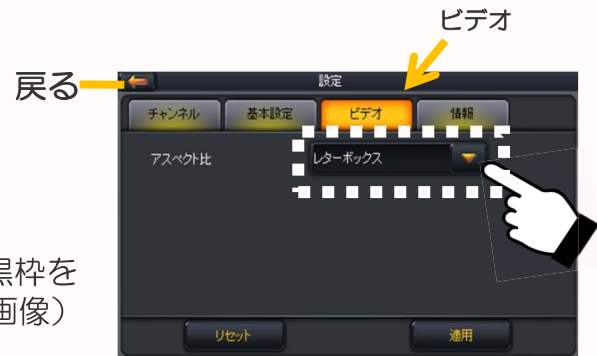 ビデオ
戻る
設定
チャンネル
基本設定
ビデオ
情報
アスペクト比
レターボックス
黒枠を
画像）
リセット
適用